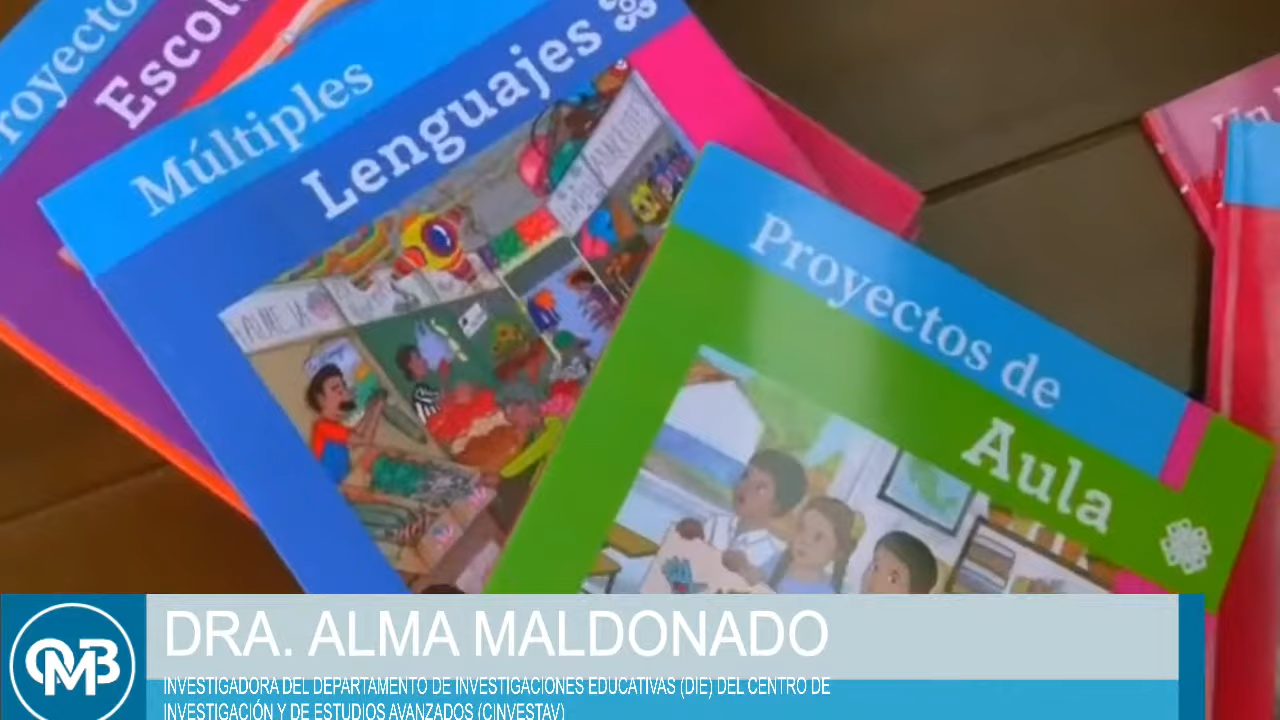 Escol
Múltiples
Lenguajes
Proyectos de
Aula
OMB
DRA. ALMA MALDONADO
INVESTIGADORA DEL DEPARTAMENTO DE INVESTIGACIONES EDUCATIVAS (DIE) DEL CENTRO DE
INVESTIGACIÓN Y DE ESTUDIOS AVANZADOS (CINVESTAV)